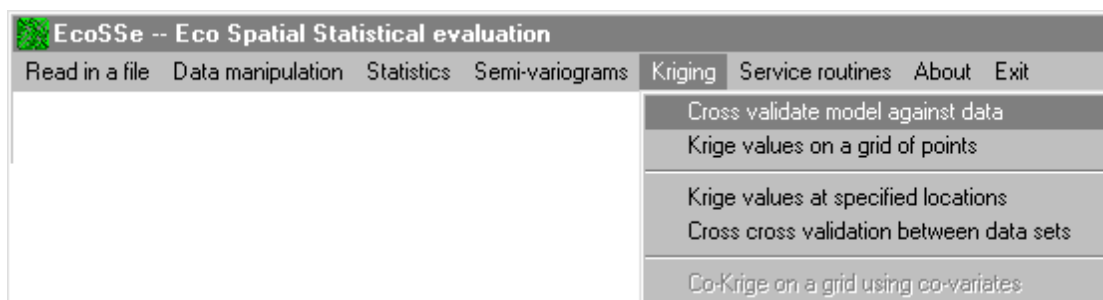 EcoSSe -- Eco Spatial Statistical evaluation
Read in a file Data manipulation Statistics Semi-variograms Kriging Service routines About Exit
Cross validate model against data
Krige values on a grid of points
Krige values at specified locations
Cross cross validation between data sets
Co-Krige on a grid using co-variates